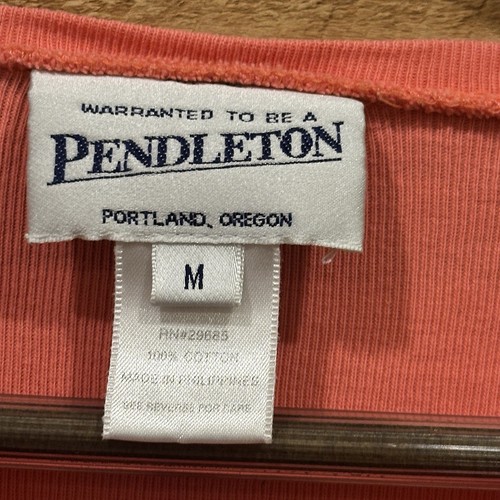 WARRANTED TO BE A
PENDLETON
PORTLAND, OREGON
M
RN#29685
100% COTTON
MADE IN PHILIPPINES
SEE REVERSE FOR CARE